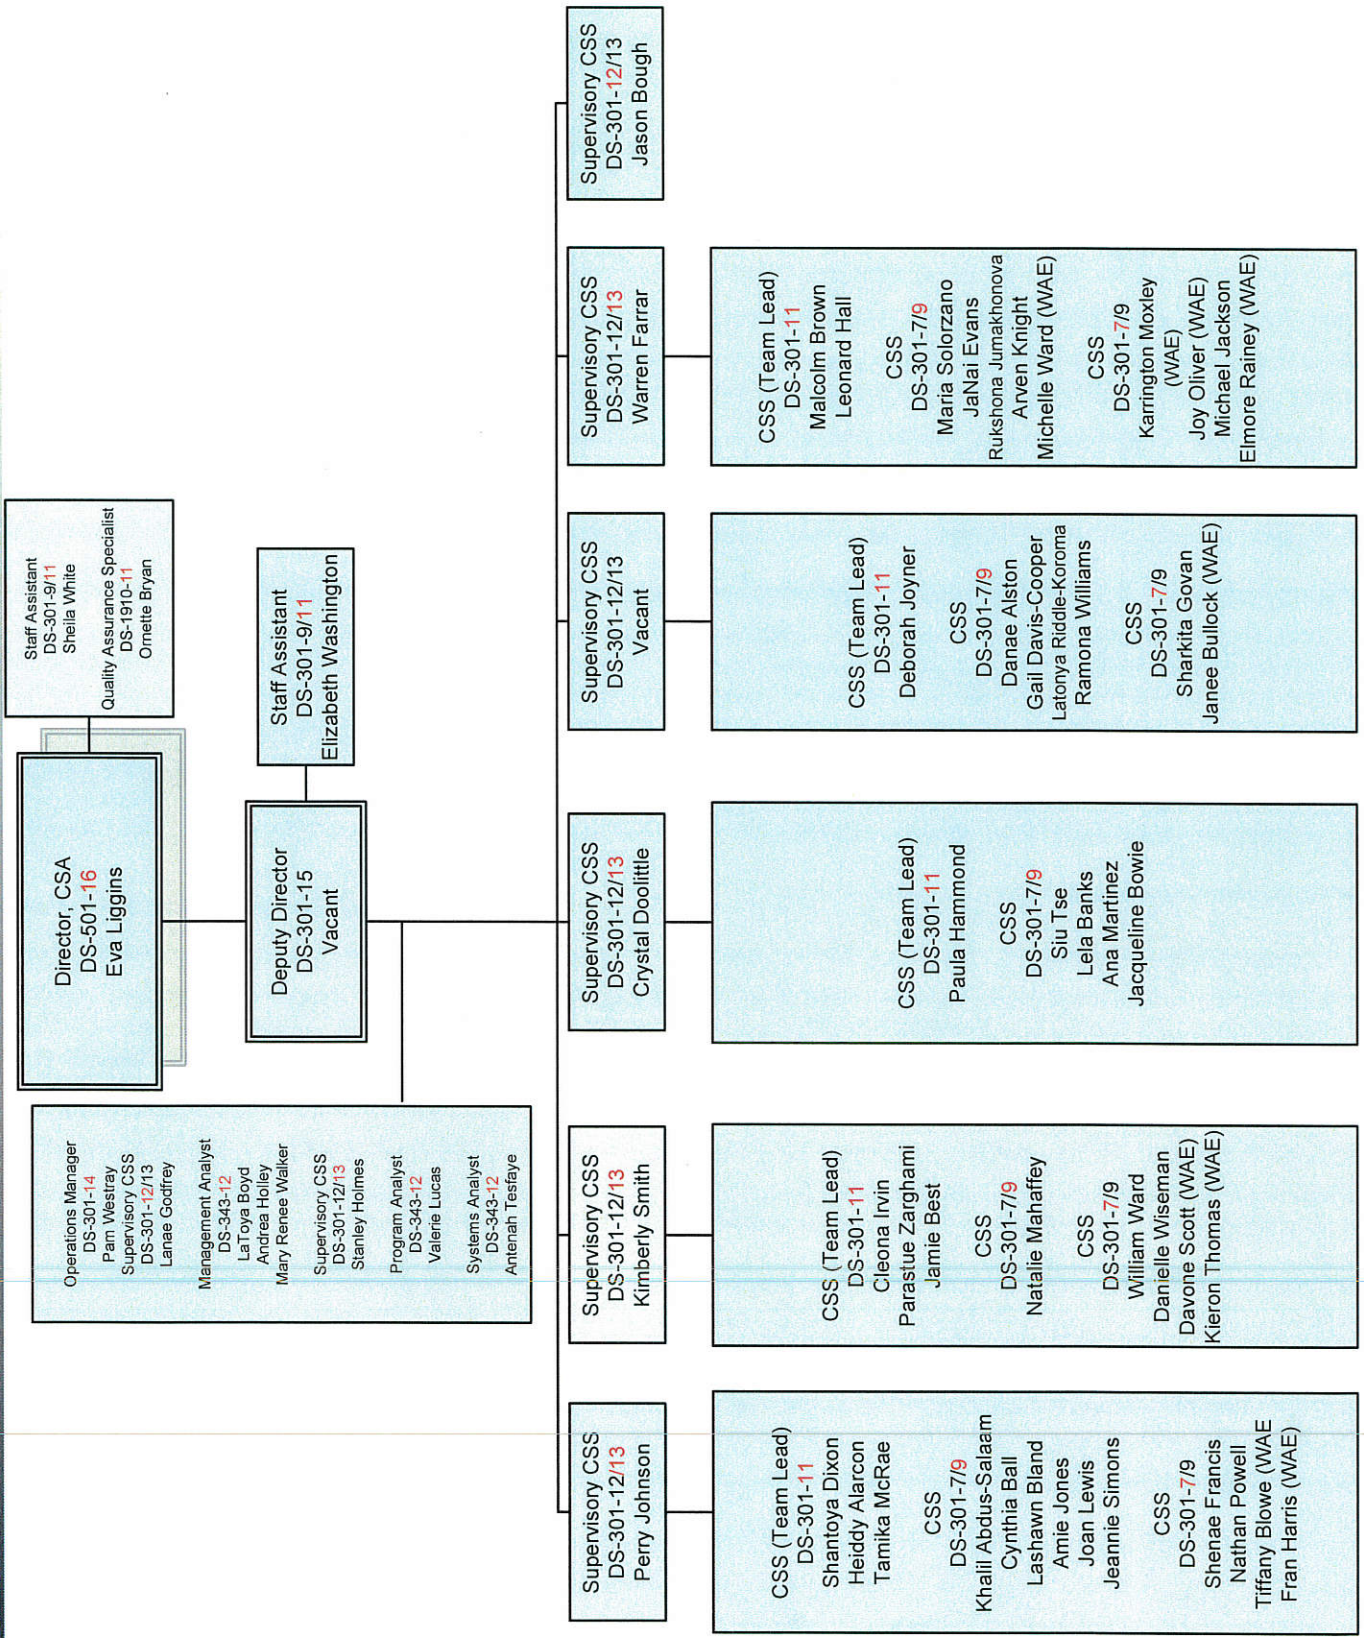 Director, CSA
DS-501-16
Eva Liggins
Staff Assistant
DS-301-9/11
Sheila White
Quality Assurance Specialist
DS-1910-11
Ornette Bryan
Deputy Director
DS-301-15
Vacant
Staff Assistant
DS-301-9/11
Elizabeth Washington
Operations Manager
DS-301-14
Pam Westray
Supervisory CSS
DS-301-12/13
Lanae Godfrey
Management Analyst
DS-343-12
LaToya Boyd
Andrea Holley
Mary Renee Walker
Supervisory CSS
DS-301-12/13
Stanley Holmes
Program Analyst
DS-343-12
Valerie Lucas
Systems Analyst
DS-343-12
Antenah Tesfaye
Supervisory CSS
DS-301-12/13
Perry Johnson
CSS (Team Lead)
DS-301-11
Shantoya Dixon
Heiddy Alarcon
Tamika McRae
CSS
DS-301-7/9
Khalil Abdus-Salaam
Cynthia Ball
Lashawn Bland
Amie Jones
Joan Lewis
Jeannie Simons
CSS
DS-301-7/9
Shenae Francis
Nathan Powell
Tiffany Blowe (WAE
Fran Harris (WAE)
Supervisory CSS
DS-301-12/13
Kimberly Smith
CSS (Team Lead)
DS-301-11
Cleona Irvin
Parastue Zarghami
Jamie Best
CSS
DS-301-7/9
Natalie Mahaffey
CSS
DS-301-7/9
William Ward
Danielle Wiseman
Davone Scott (WAE)
Kieron Thomas (WAE)
Supervisory CSS
DS-301-12/13
Crystal Doolittle
CSS (Team Lead)
DS-301-11
Paula Hammond
CSS
DS-301-7/9
Siu Tse
Lela Banks
Ana Martinez
Jacqueline Bowie
Supervisory CSS
DS-301-12/13
Vacant
CSS (Team Lead)
DS-301-11
Deborah Joyner
CSS
DS-301-7/9
Danae Alston
Gail Davis-Cooper
Latonya Riddle-Koroma
Ramona Williams
CSS
DS-301-7/9
Sharkita Govan
Janee Bullock (WAE)
Supervisory CSS
DS-301-12/13
Warren Farrar
CSS (Team Lead)
DS-301-11
Malcolm Brown
Leonard Hall
CSS
DS-301-7/9
Maria Solorzano
JaNai Evans
Rukshona Jumakhonova
Arven Knight
Michelle Ward (WAE)
CSS
DS-301-7/9
Karrington Moxley
(WAE)
Joy Oliver (WAE)
Michael Jackson
Elmore Rainey (WAE)
Supervisory CSS
DS-301-12/13
Jason Bough